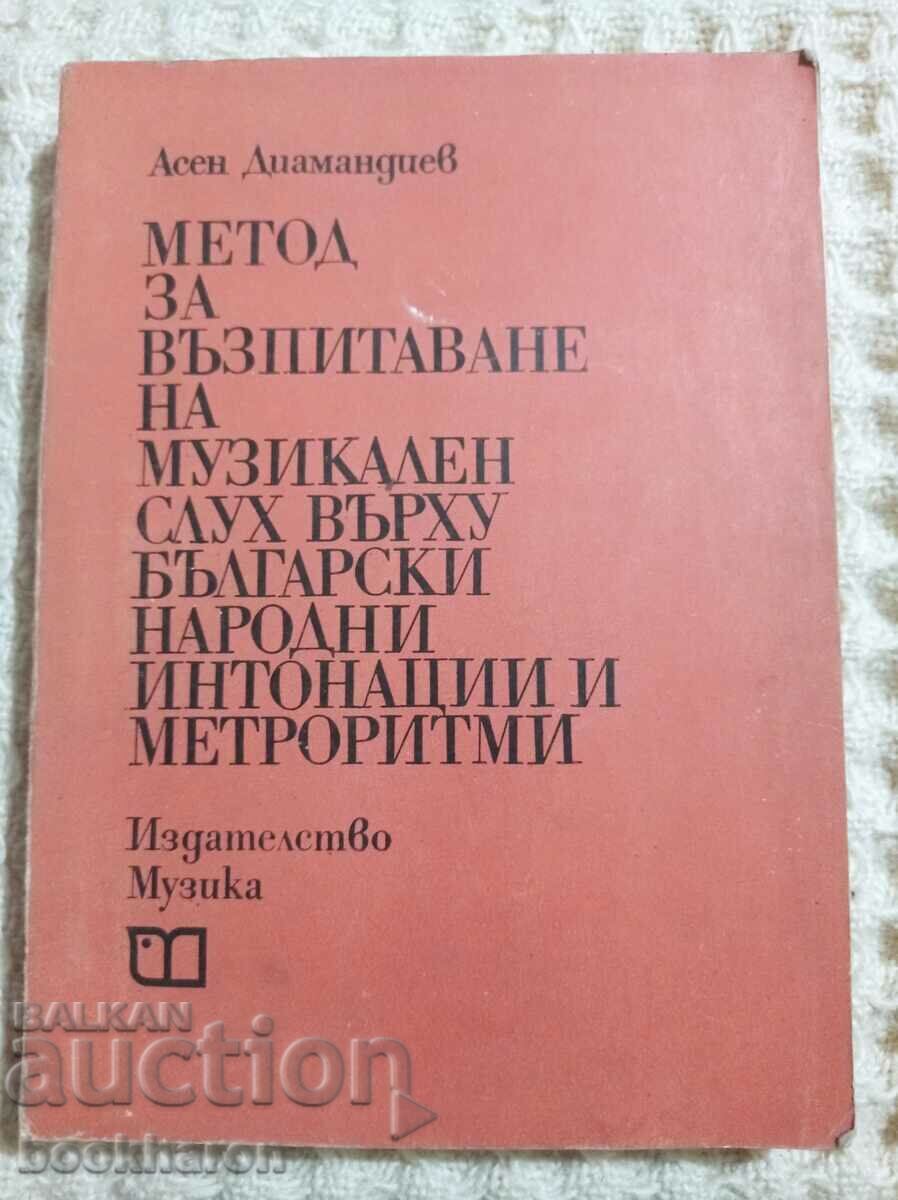 Асен Диамандиев
МЕТОД
ЗА
ВЪЗПИТАВАНЕ
НА
МУЗИКАЛЕН
СЛУХ ВЪРХУ
БЪЛГАРСКИ
НАРОДНИ
ИНТОНАЦИИ И
МЕТРОРИТМИ
Издателство
Музика
BALKAN
auction
bookharon